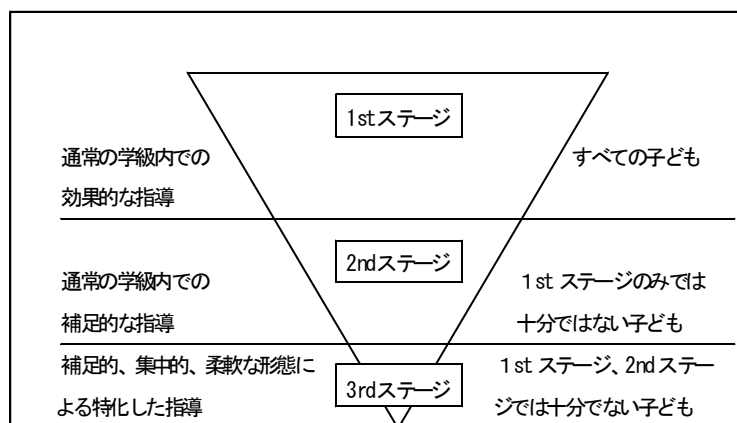 1stステージ
通常の学級内での
効果的な指導
すべての子ども
2ndステージ
通常の学級内での
補足的な指導
1st ステージのみでは
十分ではない子ども
補足的、集中的、柔軟な形態に
よる特化した指導
3rdステージ
1st ステージ、2nd ステー
ジでは十分でない子ども